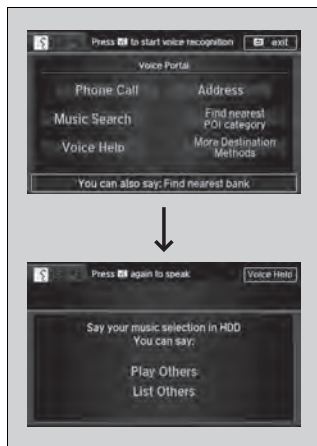 Press to start voice recognition
exit
Voice Portal
Phone Call
Address
Music Search
Find nearest
POI category
Voice Help
More Destination
Methods
You can also say: Find nearest bank
Press again to speak
Voice Help
Say your music selection in HDD
You can say:
Play Others
List Others